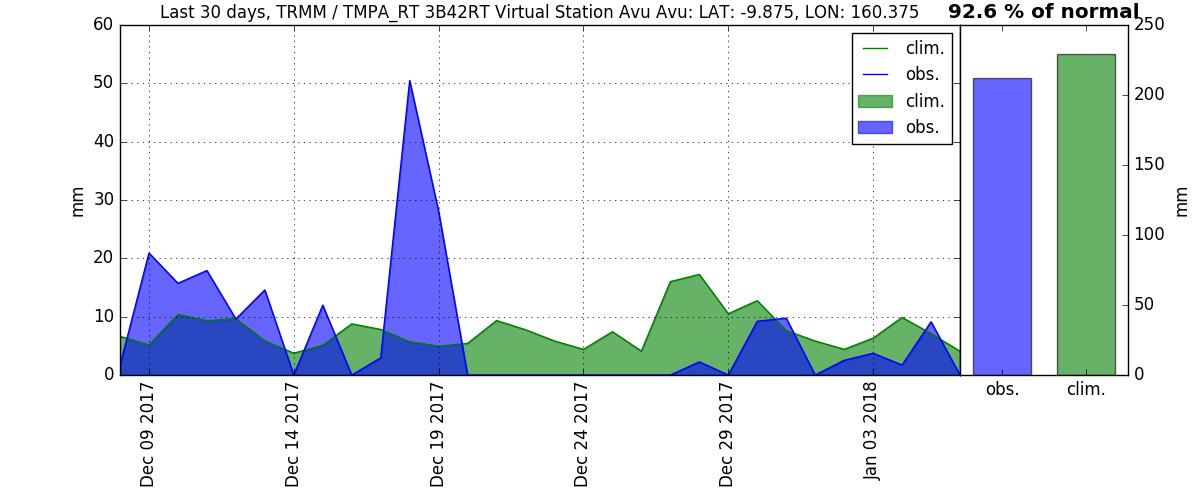 Last 30 days, TRMM / TMPA_RT 3B42RT Virtual Station Avu Avu: LAT: -9.875, LON: 160.375
92.6 % of normal
60
50
40
30
20
10
0
mm
clim.
obs.
clim.
obs.
Dec 09 2017
Dec 14 2017
Dec 19 2017
Dec 24 2017
Dec 29 2017
Jan 03 2018
250
200
150
100
50
0
mm
obs.
clim.